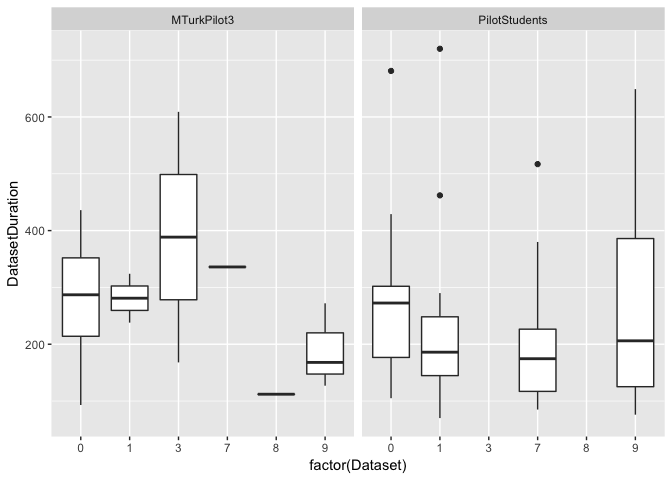 MTurkPilot3 PilotStudents
DatasetDuration
600
400
200
0 1 3 7 8 9 0 1 3 7 8 9
factor(Dataset)